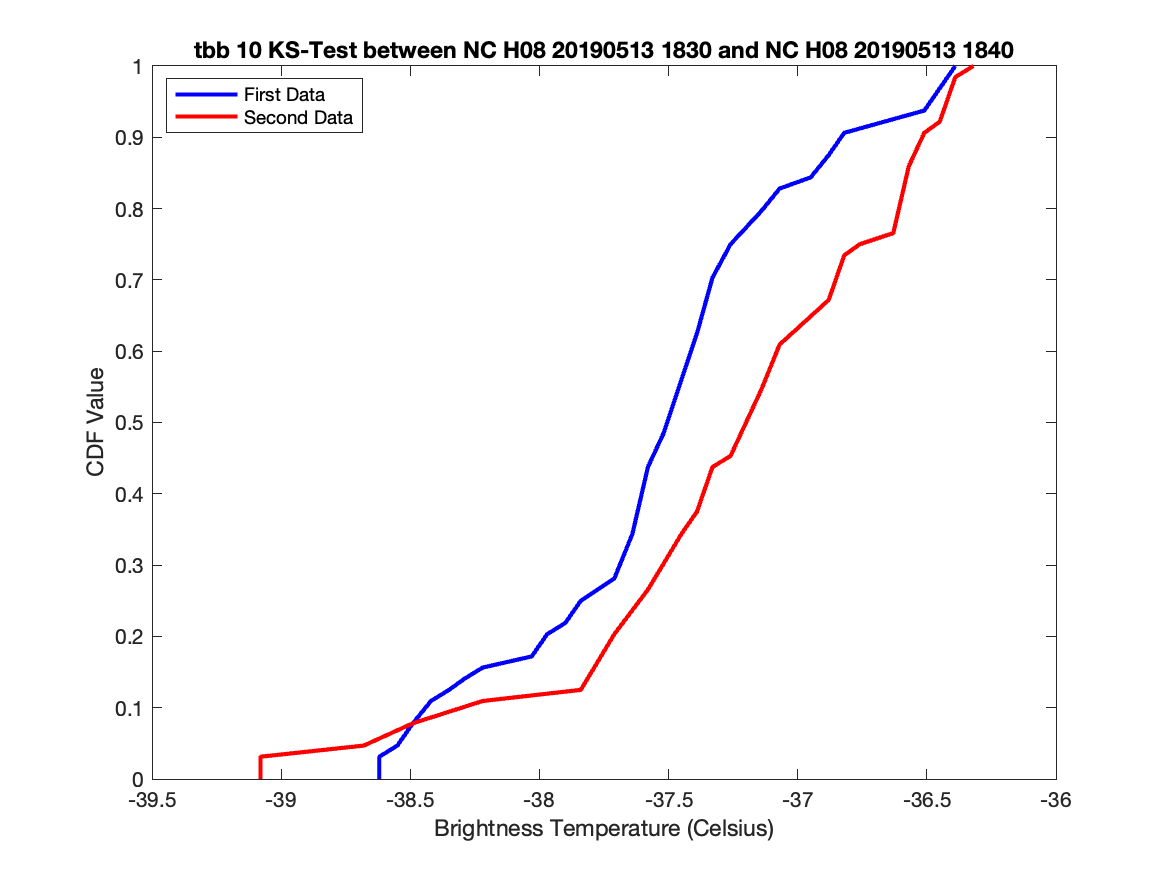 tbb 10 KS-Test between NC H08 20190513 1830 and NC H08 20190513 1840
First Data
Second Data
CDF Value
1
0.9
0.8
0.7
0.6
0.5
0.4
0.3
0.2
0.1
0
-39.5 -39 -38.5 -38 -37.5 -37 -36.5 -36
Brightness Temperature (Celsius)